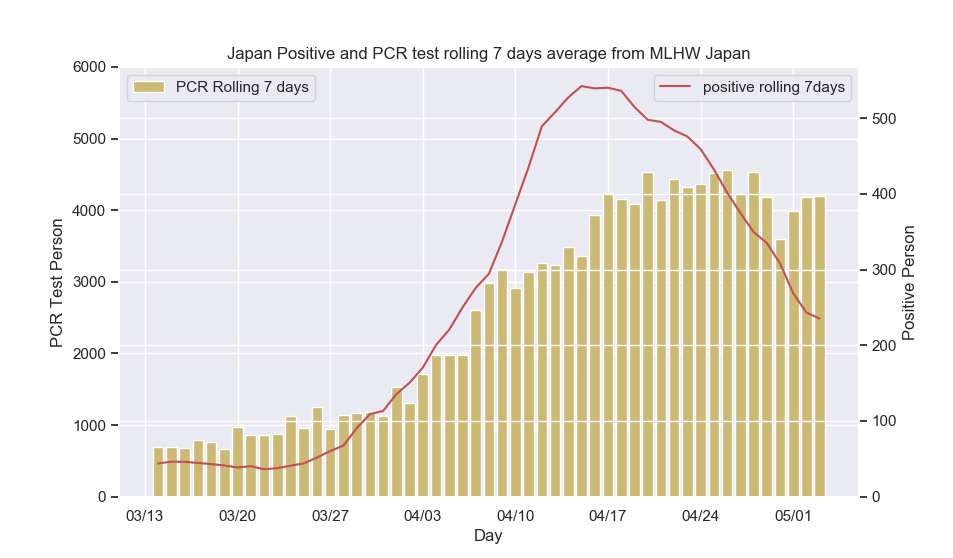 Japan Positive and PCR test rolling 7 days average from MLHW Japan
PCR Rolling 7 days
positive rolling 7days
6000
5000
4000
3000
2000
1000
0
PCR Test Person
500
400
300
200
100
0
Positive Person
03/13 03/20 03/27 04/03 04/10 04/17 04/24 05/01
Day